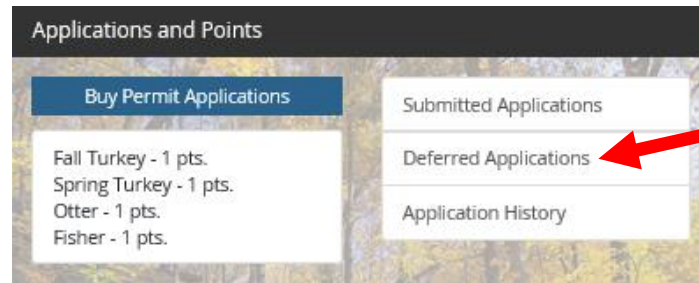 Applications and Points
Buy Permit Applications
Fall Turkey - 1 pts.
Spring Turkey - 1 pts.
Otter - 1 pts.
Fisher - 1 pts.
Submitted Applications
Deferred Applications
Application History